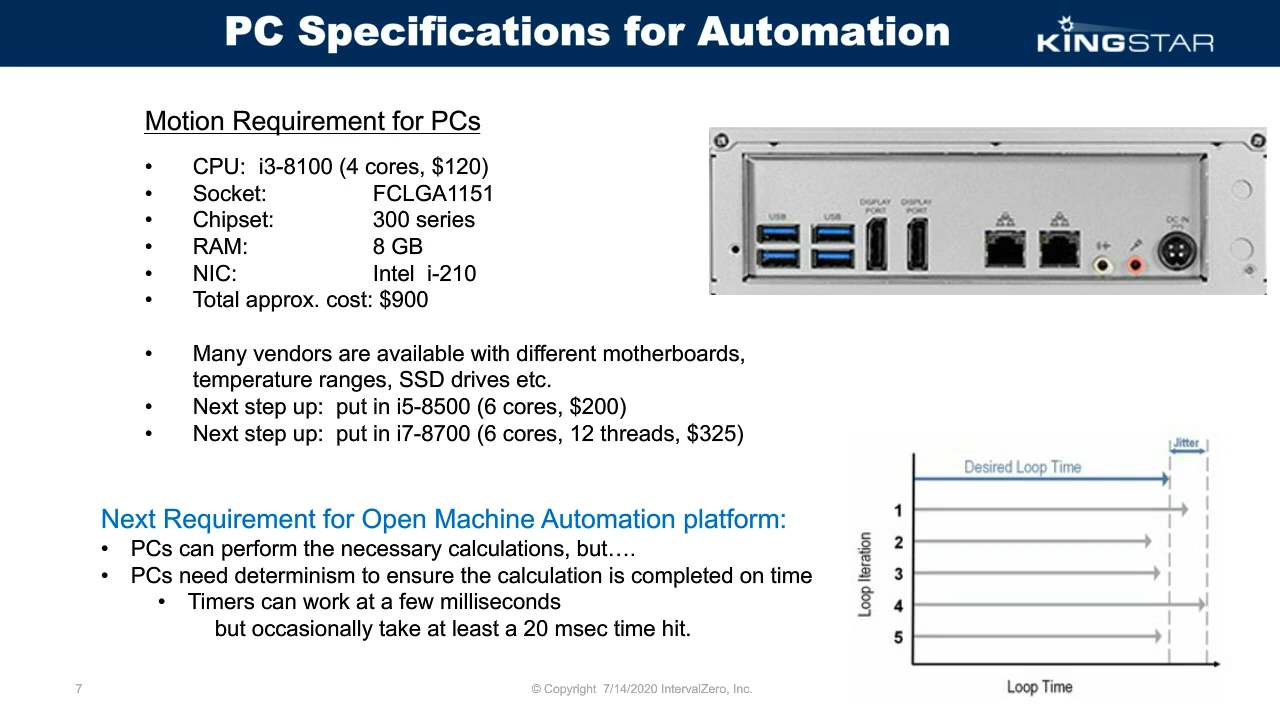 PC Specifications for Automation
KINGSTAR
Motion Requirement for PCs
• CPU: i3-8100 (4 cores, $120)
• Socket: FCLGA1151
• Chipset: 300 series
• RAM: 8 GB
• NIC: Intel i-210
• Total approx. cost: $900
• Many vendors are available with different motherboards,
temperature ranges, SSD drives etc.
• Next step up: put in i5-8500 (6 cores, $200)
• Next step up: put in i7-8700 (6 cores, 12 threads, $325)
USB
USB
DISPLAY
PORT
DISPLAY
PORT
DC IN
Next Requirement for Open Machine Automation platform:
• PCs can perform the necessary calculations, but….
• PCs need determinism to ensure the calculation is completed on time
• Timers can work at a few milliseconds
but occasionally take at least a 20 msec time hit.
Jitter
Desired Loop Time
Loop Iteration
1
2
3
4
5
Loop Time
7
© Copyright 7/14/2020 IntervalZero, Inc.